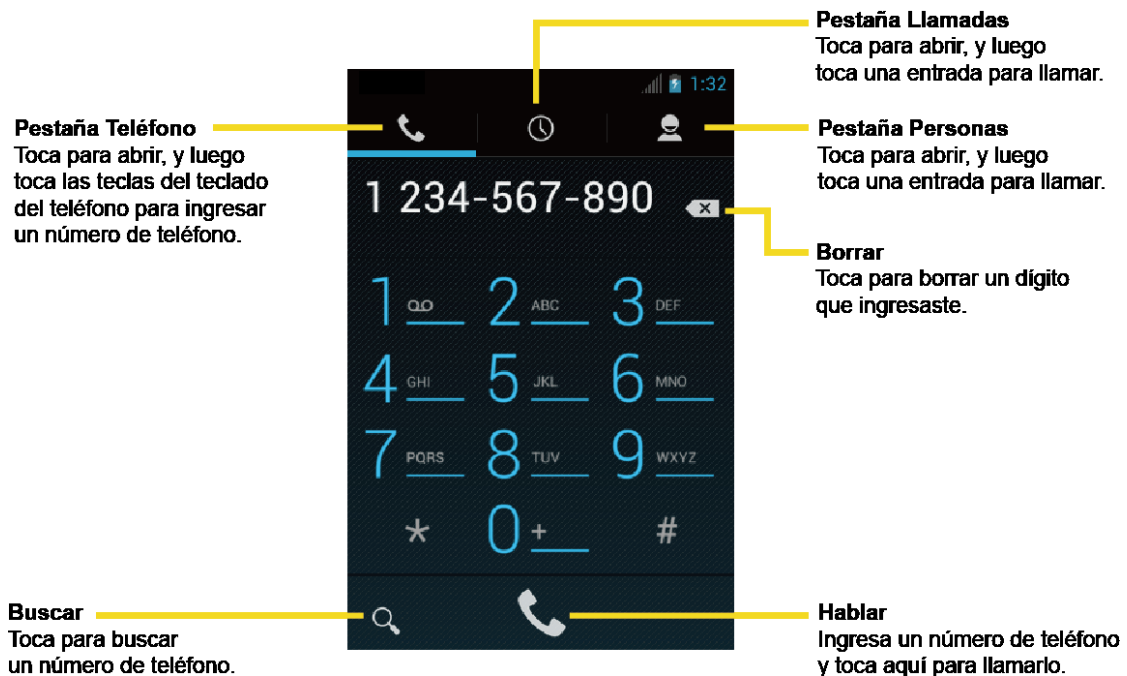 Pestaña Llamadas
Toca para abrir, y luego
toca una entrada para llamar.
1:32
Pestaña Teléfono
Toca para abrir, y luego
toca las teclas del teclado
del teléfono para ingresar
un número de teléfono.
Pestaña Personas
Toca para abrir, y luego
toca una entrada para llamar.
1 234-567-890
Borrar
Toca para borrar un dígito
que ingresaste.
1 2 ABC 3 DEF
4 GHI 5 JKL 6 MNO
7 PQRS 8 TUV 9 WXYZ
* 0 + #
Buscar
Toca para buscar
un número de teléfono.
Hablar
Ingresa un número de teléfono
y toca aquí para llamarlo.